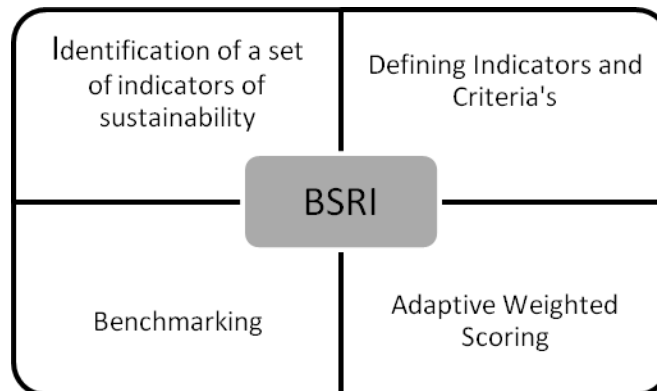 Identification of a set
of indicators of
sustainability
Defining Indicators and
Criteria's
BSRI
Benchmarking
Adaptive Weighted
Scoring